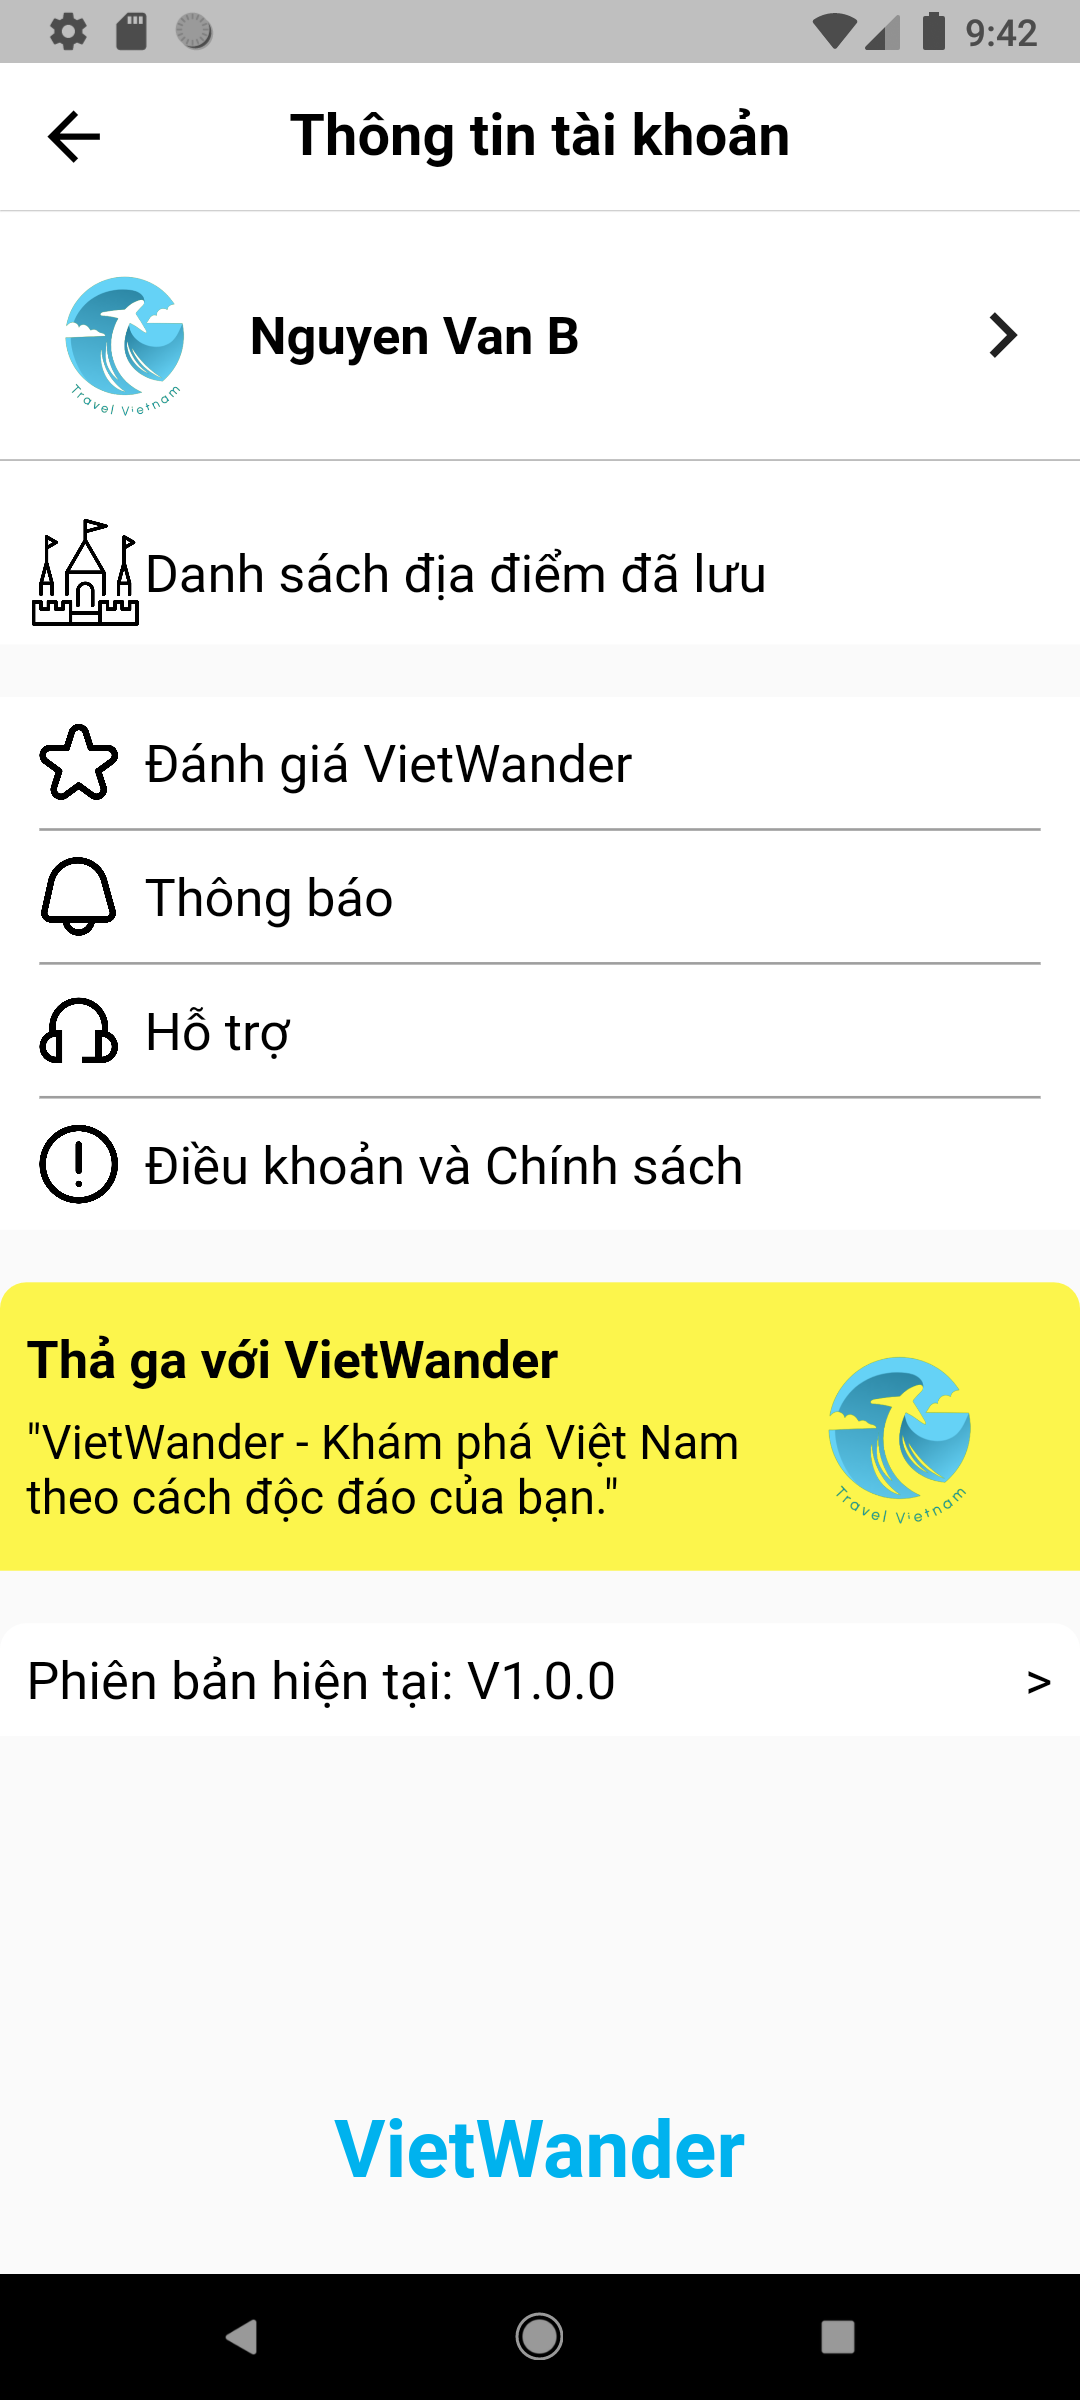 9:42
Thông tin tài khoản
Travel Vietnam
Nguyen Van B
Danh sách địa điểm đã lưu
Đánh giá VietWander
Thông báo
Hỗ trợ
Điều khoản và Chính sách
Thả ga với VietWander
"VietWander - Khám phá Việt Nam
theo cách độc đáo của bạn."
Travel Vietnam
Phiên bản hiện tại: V1.0.0 >
VietWander